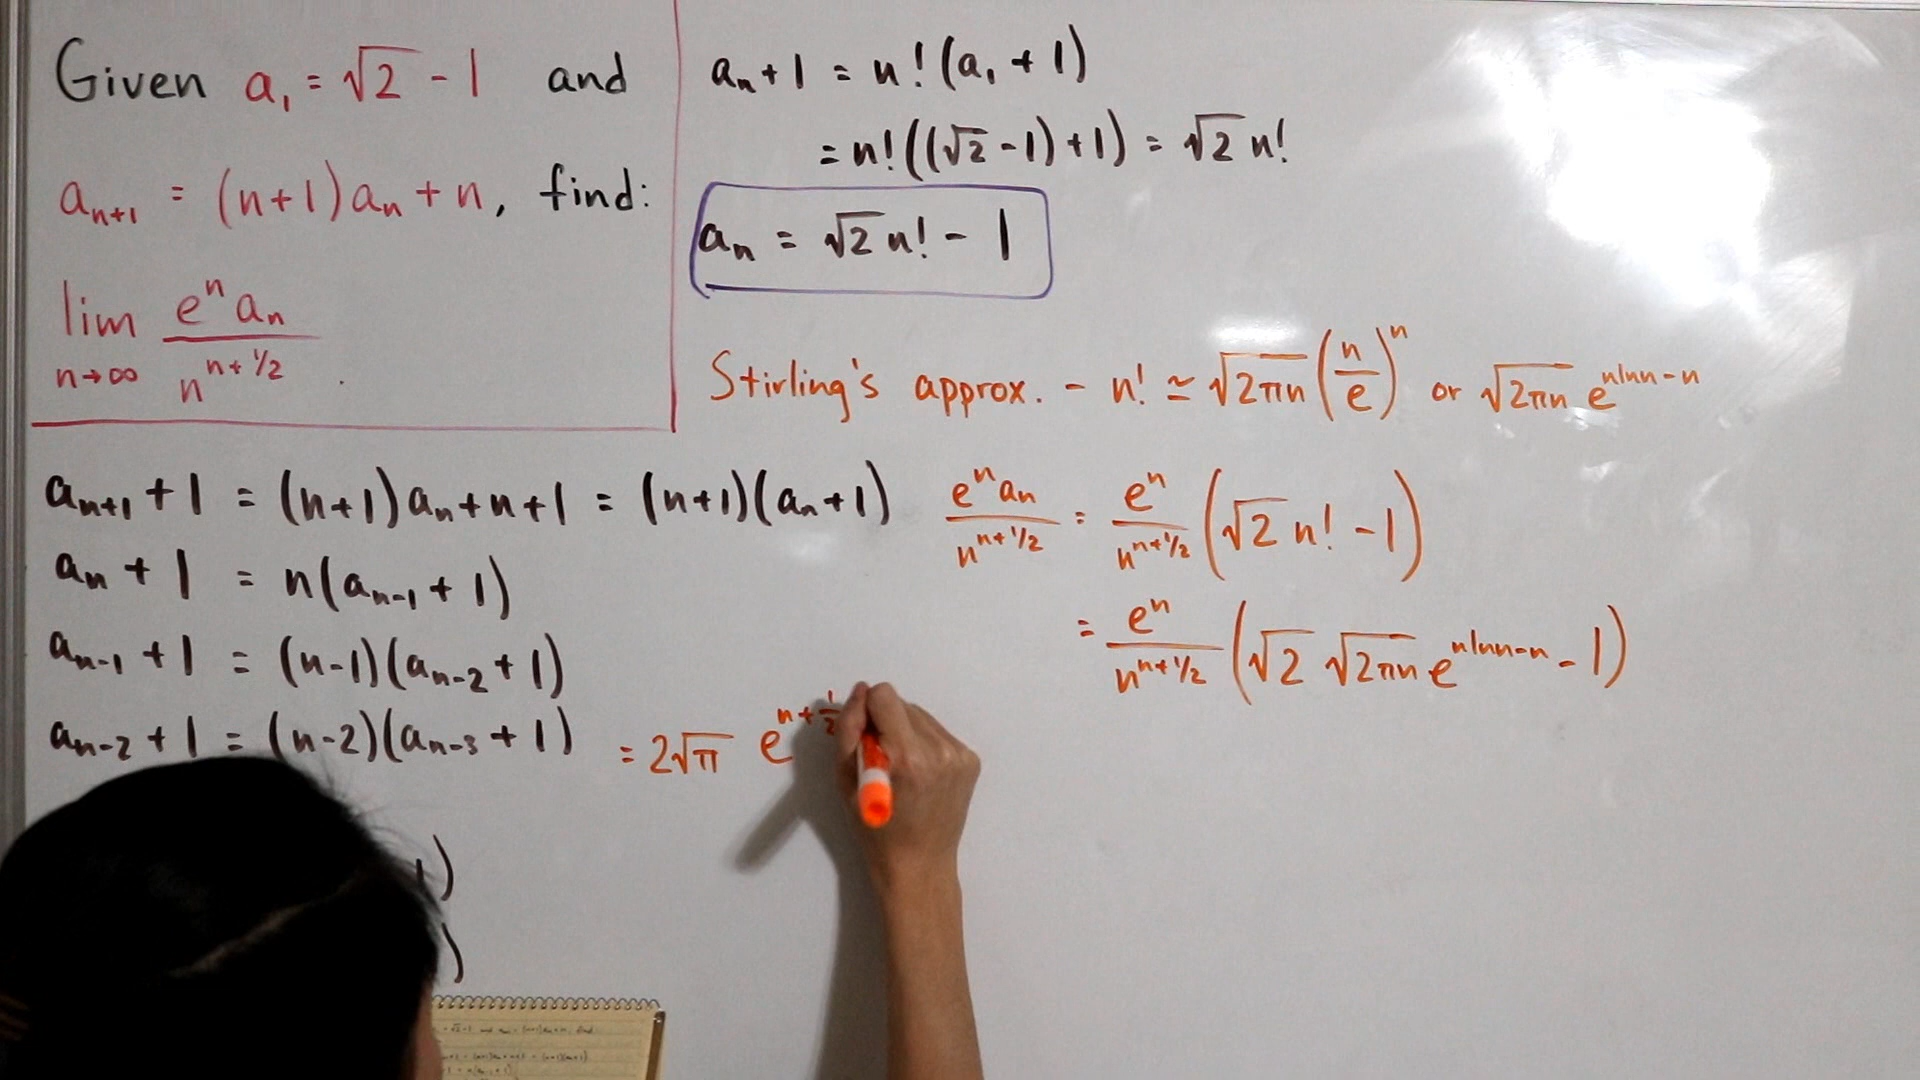 Given a₁ = √2 - 1 and
aₙ₊₁ = (n+1)aₙ + n, find:
lim n→∞ eⁿaₙ / n^(n+1/2) .
aₙ + 1 = n!(a₁ + 1)
= n!((√2 - 1) + 1) = √2 n!
aₙ = √2 n! - 1
Stirling's approx. - n! ≃ √(2πn) (n/e)ⁿ or √(2πn) e^(n ln n - n)
aₙ₊₁ + 1 = (n+1)aₙ + n + 1 = (n+1)(aₙ + 1)
aₙ + 1 = n(aₙ₋₁ + 1)
aₙ₋₁ + 1 = (n-1)(aₙ₋₂ + 1)
aₙ₋₂ + 1 = (n-2)(aₙ₋₃ + 1)
eⁿaₙ / n^(n+1/2) = eⁿ / n^(n+1/2) (√2 n! - 1)
= eⁿ / n^(n+1/2) (√2 √(2πn) e^(n ln n - n) - 1)
= 2√π e^(n+1/2